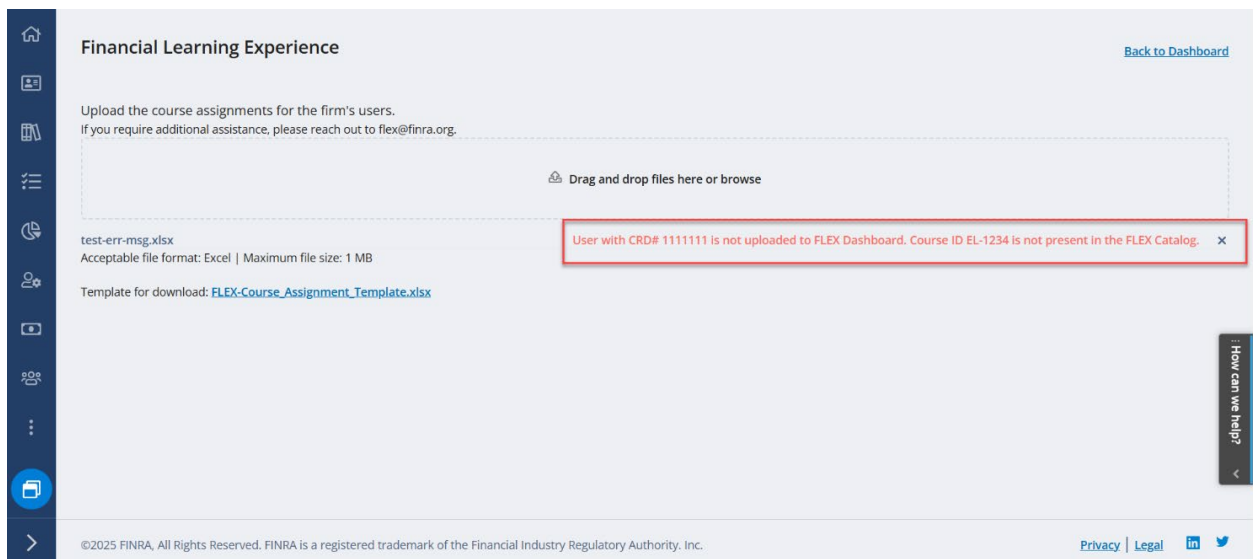 Financial Learning Experience
Back to Dashboard
Upload the course assignments for the firm's users.
If you require additional assistance, please reach out to flex@finra.org.
Drag and drop files here or browse
test-err-msg.xlsx
User with CRD# 1111111 is not uploaded to FLEX Dashboard. Course ID EL-1234 is not present in the FLEX Catalog.
Acceptable file format: Excel | Maximum file size: 1 MB
Template for download: FLEX-Course_Assignment_Template.xlsx
How can we help?
©2025 FINRA, All Rights Reserved. FINRA is a registered trademark of the Financial Industry Regulatory Authority. Inc.
Privacy | Legal in